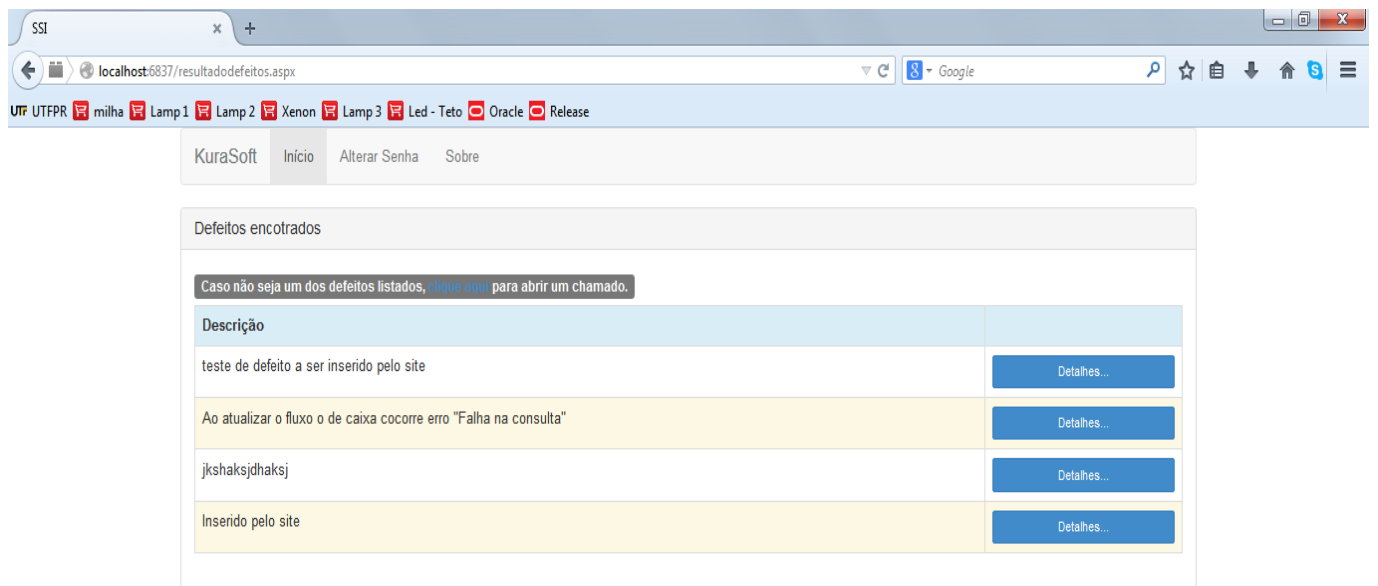 SSI
localhost:6837/resultadodefeitos.aspx
Google
UTFPR milha Lamp 1 Lamp 2 Xenon Lamp 3 Led - Teto Oracle Release
KuraSoft Início Alterar Senha Sobre
Defeitos encotrados
Caso não seja um dos defeitos listados, clique aqui para abrir um chamado.
Descrição
teste de defeito a ser inserido pelo site Detalhes...
Ao atualizar o fluxo o de caixa cocorre erro "Falha na consulta" Detalhes...
jkshaksjdhaksj Detalhes...
Inserido pelo site Detalhes...